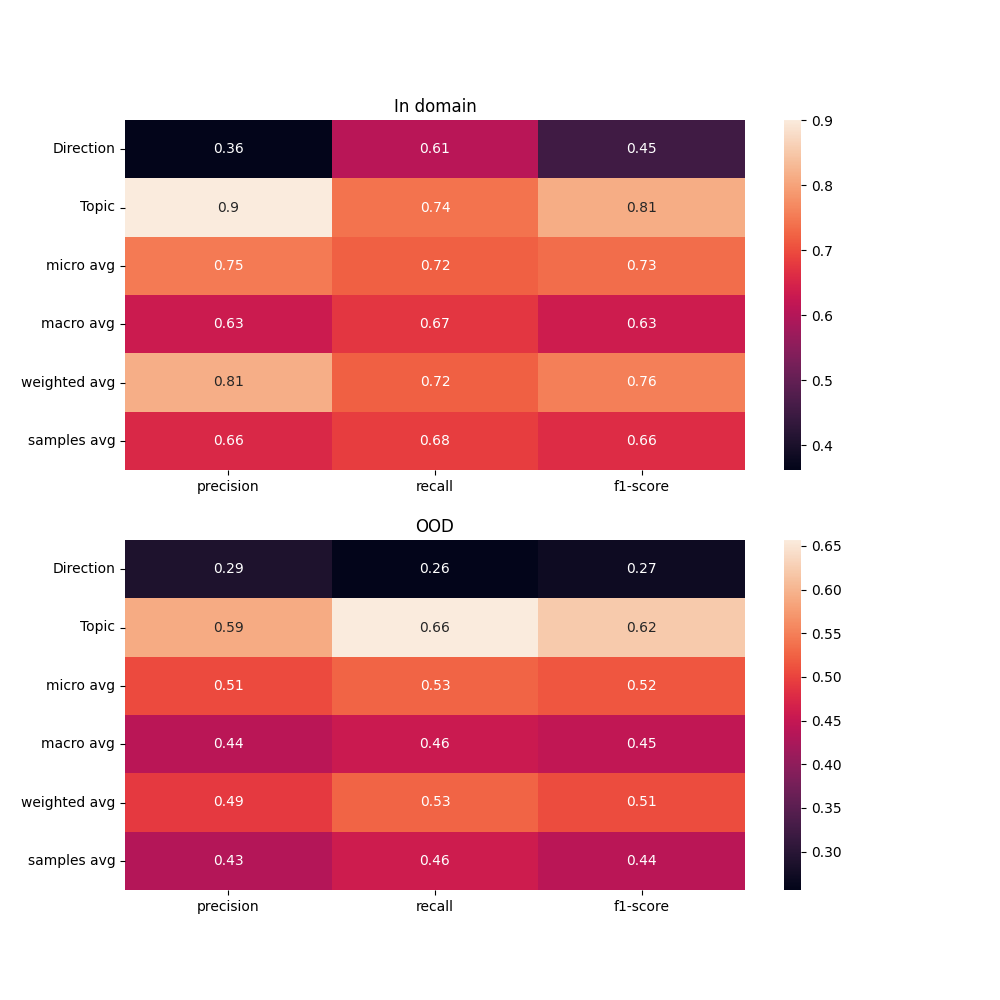 In domain
Direction 0.36 0.61 0.45
Topic 0.9 0.74 0.81
micro avg 0.75 0.72 0.73
macro avg 0.63 0.67 0.63
weighted avg 0.81 0.72 0.76
samples avg 0.66 0.68 0.66
precision recall f1-score
0.9
0.8
0.7
0.6
0.5
0.4
OOD
Direction 0.29 0.26 0.27
Topic 0.59 0.66 0.62
micro avg 0.51 0.53 0.52
macro avg 0.44 0.46 0.45
weighted avg 0.49 0.53 0.51
samples avg 0.43 0.46 0.44
precision recall f1-score
0.65
0.60
0.55
0.50
0.45
0.40
0.35
0.30